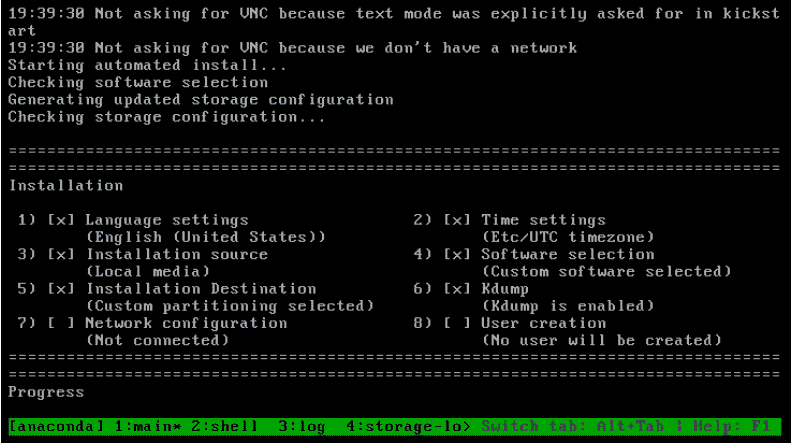 19:39:30 Not asking for VNC because text mode was explicitly asked for in kickst
art
19:39:30 Not asking for VNC because we don't have a network
Starting automated install...
Checking software selection
Generating updated storage configuration
Checking storage configuration...
================================================================================
================================================================================
Installation
1) [x] Language settings 2) [x] Time settings
(English (United States)) (Etc/UTC timezone)
3) [x] Installation source 4) [x] Software selection
(Local media) (Custom software selected)
5) [x] Installation Destination 6) [x] Kdump
(Custom partitioning selected) (Kdump is enabled)
7) [ ] Network configuration 8) [ ] User creation
(Not connected) (No user will be created)
================================================================================
================================================================================
Progress
[anaconda] 1:main* 2:shell 3:log 4:storage-lo> Switch tab: Alt+Tab | Help: F1